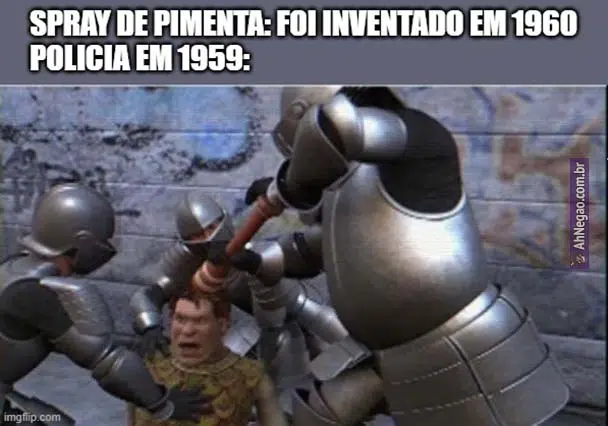 SPRAY DE PIMENTA: FOI INVENTADO EM 1960
POLICIA EM 1959:
AhNegao.com.br
imgflip.com